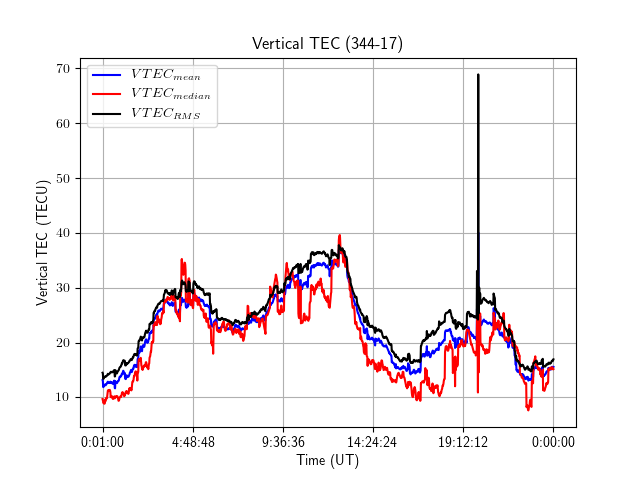 Vertical TEC (344-17)
VTEC_mean
VTEC_median
VTEC_RMS
70
60
50
40
30
20
10
Vertical TEC (TECU)
0:01:00 4:48:48 9:36:36 14:24:24 19:12:12 0:00:00
Time (UT)